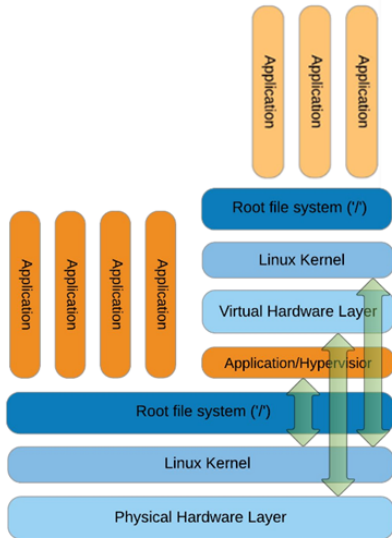 Application
Application
Application
Root file system ('/')
Linux Kernel
Virtual Hardware Layer
Application/Hypervisior
Application
Application
Application
Application
Root file system ('/')
Linux Kernel
Physical Hardware Layer